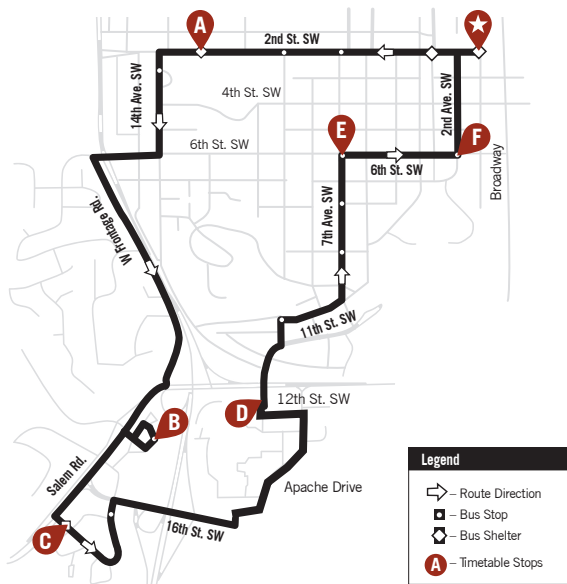 A
2nd St. SW
14th Ave. SW
4th St. SW
2nd Ave. SW
E
F
6th St. SW
6th St. SW
Broadway
7th Ave. SW
W Frontage Rd.
11th St. SW
12th St. SW
D
B
Salem Rd.
Apache Drive
C
16th St. SW
Legend
– Route Direction
– Bus Stop
– Bus Shelter
A – Timetable Stops